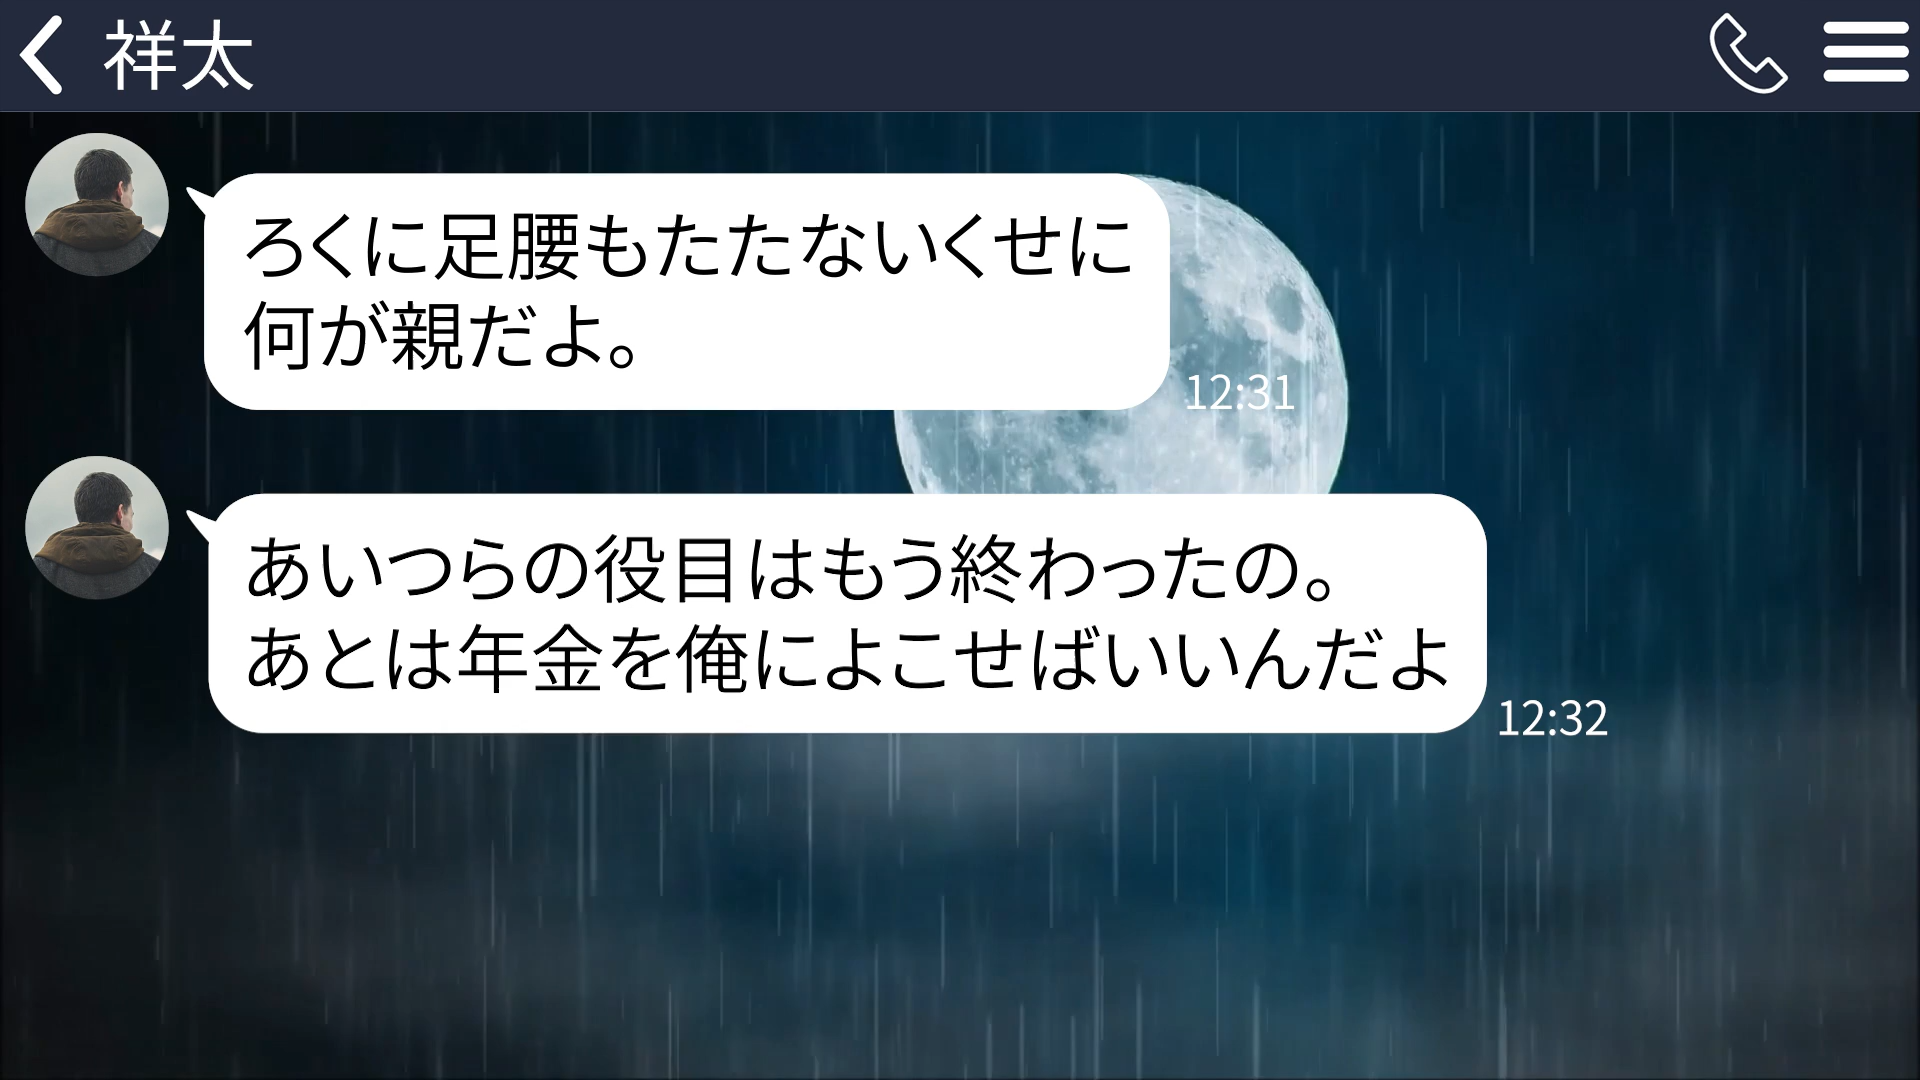 祥太
ろくに足腰もたたないくせに
何が親だよ。
12:31
あいつらの役目はもう終わったの。
あとは年金を俺によこせばいいんだよ
12:32